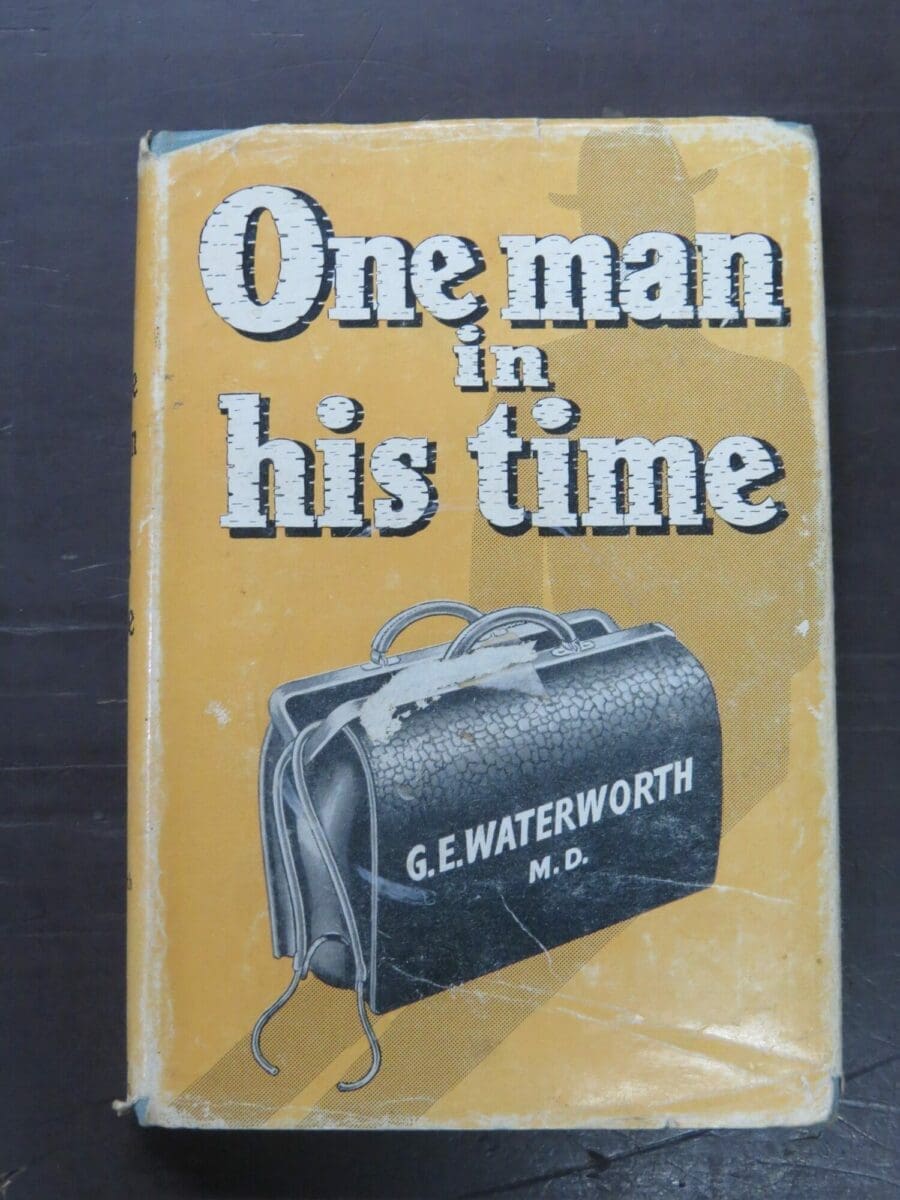 One man
in
his time
G.E.WATERWORTH
M.D.